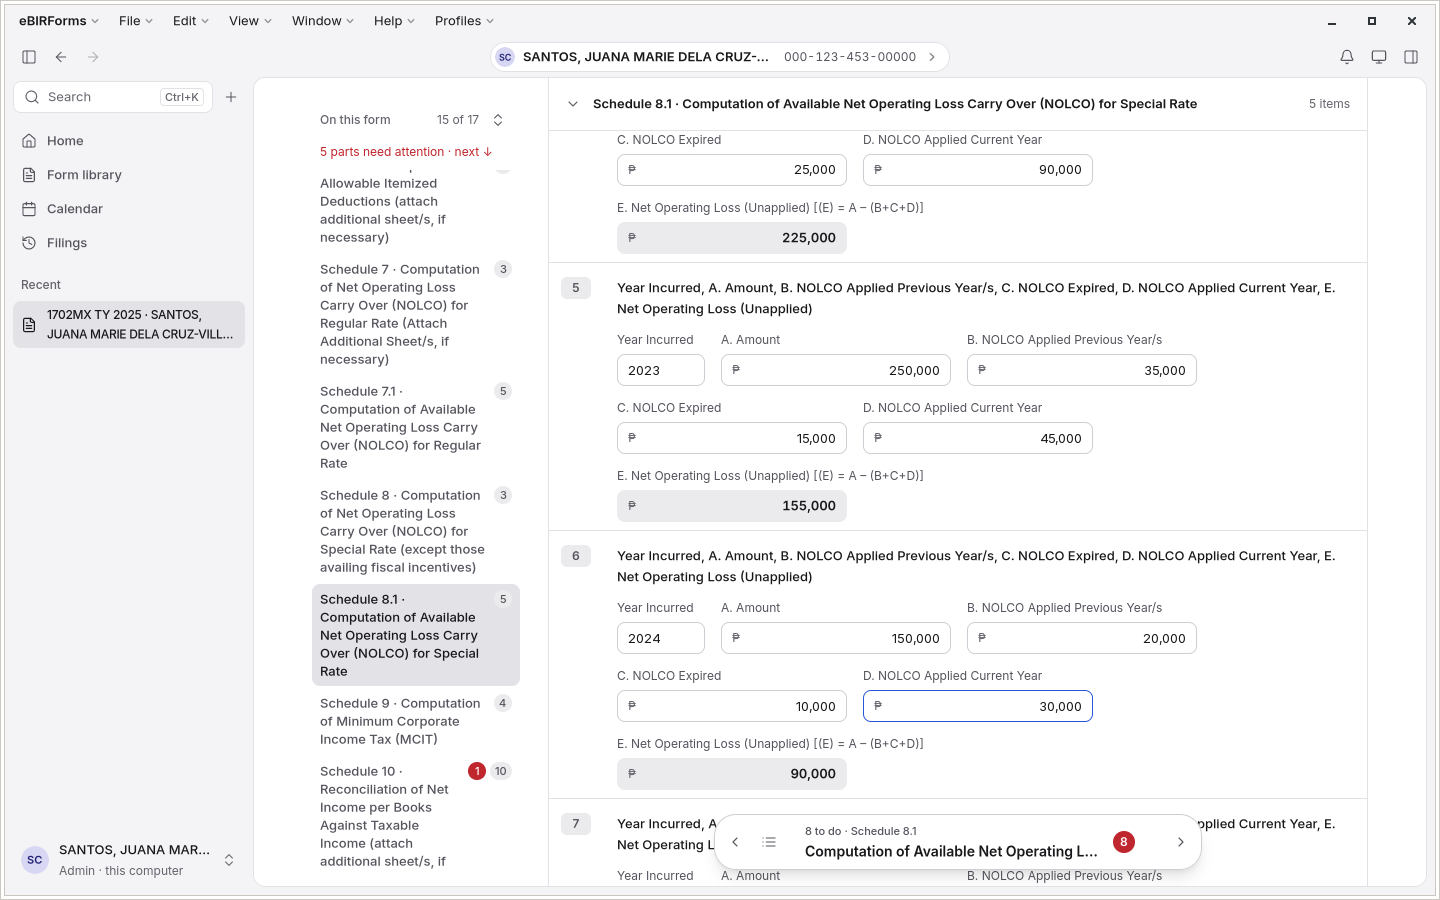 eBIRForms
File
Edit
View
Window
Help
Profiles
SC
SANTOS, JUANA MARIE DELA CRUZ-...
000-123-453-00000
Search
Ctrl+K
Home
Form library
Calendar
Filings
Recent
1702MX TY 2025 · SANTOS,
JUANA MARIE DELA CRUZ-VILL...
SC
SANTOS, JUANA MAR...
Admin · this computer
On this form
15 of 17
5 parts need attention · next ↓
Allowable Itemized
Deductions (attach
additional sheet/s, if
necessary)
Schedule 7 · Computation
of Net Operating Loss
Carry Over (NOLCO) for
Regular Rate (Attach
Additional Sheet/s, if
necessary)
3
Schedule 7.1 ·
Computation of Available
Net Operating Loss Carry
Over (NOLCO) for Regular
Rate
5
Schedule 8 · Computation
of Net Operating Loss
Carry Over (NOLCO) for
Special Rate (except those
availing fiscal incentives)
3
Schedule 8.1 ·
Computation of Available
Net Operating Loss Carry
Over (NOLCO) for Special
Rate
5
Schedule 9 · Computation
of Minimum Corporate
Income Tax (MCIT)
4
Schedule 10 ·
Reconciliation of Net
Income per Books
Against Taxable
Income (attach
additional sheet/s, if
1
10
Schedule 8.1 · Computation of Available Net Operating Loss Carry Over (NOLCO) for Special Rate
5 items
C. NOLCO Expired
D. NOLCO Applied Current Year
₱ 25,000
₱ 90,000
E. Net Operating Loss (Unapplied) [(E) = A – (B+C+D)]
₱ 225,000
5
Year Incurred, A. Amount, B. NOLCO Applied Previous Year/s, C. NOLCO Expired, D. NOLCO Applied Current Year, E.
Net Operating Loss (Unapplied)
Year Incurred
A. Amount
B. NOLCO Applied Previous Year/s
2023
₱ 250,000
₱ 35,000
C. NOLCO Expired
D. NOLCO Applied Current Year
₱ 15,000
₱ 45,000
E. Net Operating Loss (Unapplied) [(E) = A – (B+C+D)]
₱ 155,000
6
Year Incurred, A. Amount, B. NOLCO Applied Previous Year/s, C. NOLCO Expired, D. NOLCO Applied Current Year, E.
Net Operating Loss (Unapplied)
Year Incurred
A. Amount
B. NOLCO Applied Previous Year/s
2024
₱ 150,000
₱ 20,000
C. NOLCO Expired
D. NOLCO Applied Current Year
₱ 10,000
₱ 30,000
E. Net Operating Loss (Unapplied) [(E) = A – (B+C+D)]
₱ 90,000
7
Year Incurred, A
plied Current Year, E.
Net Operating L
Year Incurred
A. Amount
B. NOLCO Applied Previous Year/s
8 to do · Schedule 8.1
Computation of Available Net Operating L...
8